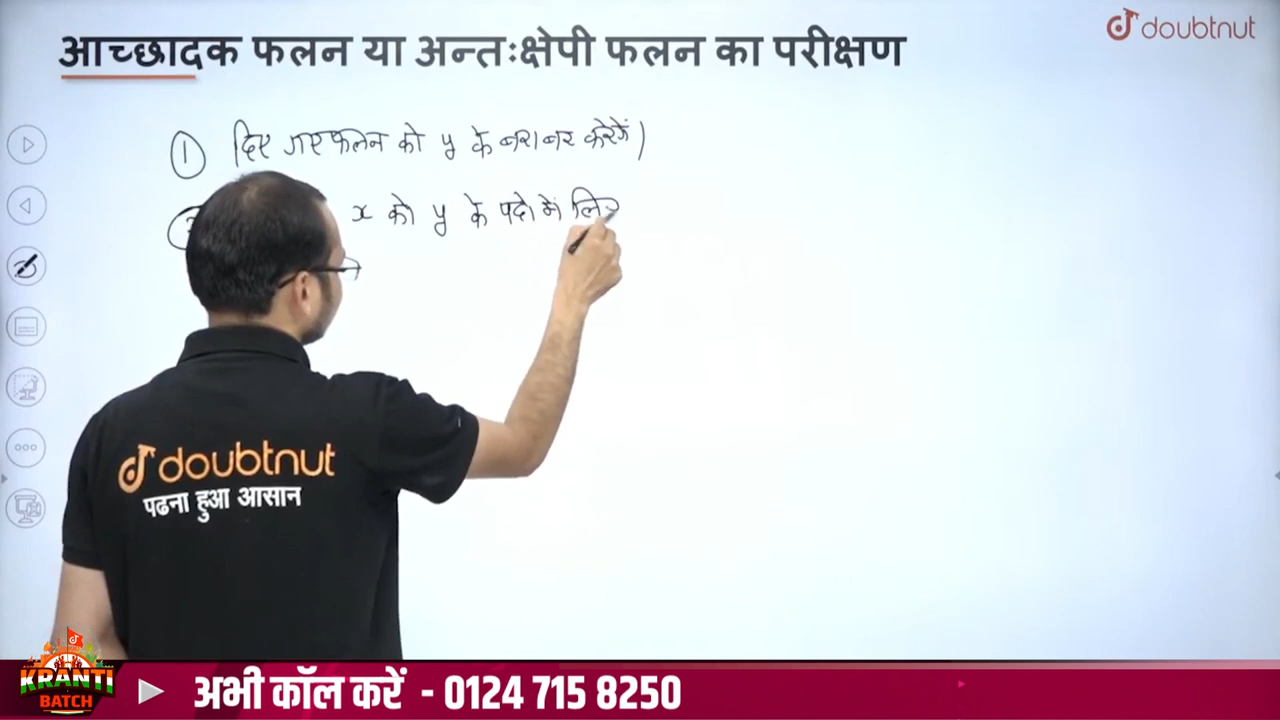 आच्छादक फलन या अन्तःक्षेपी फलन का परीक्षण
doubtnut
① दिए गए फलन को y के बराबर करेगें।
x को y के पदो में
doubtnut
पढना हुआ आसान
KRANTI
BATCH
अभी कॉल करें - 0124 715 8250